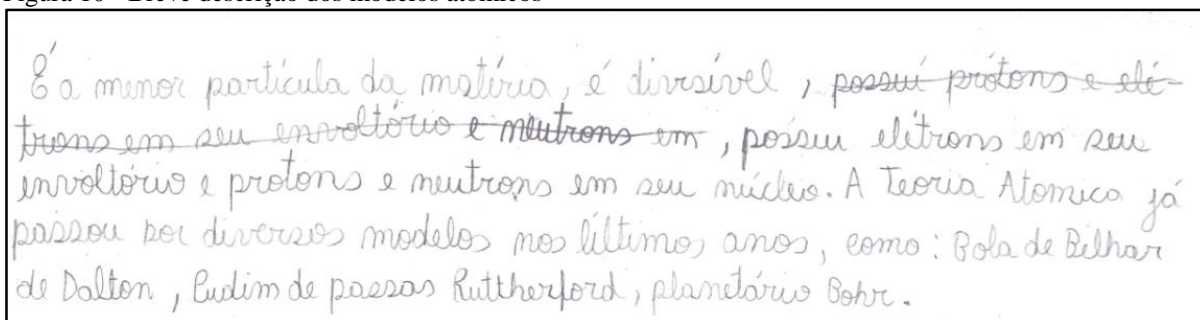 Figura 10 - Breve descrição dos modelos atômicos
É a menor partícula da matéria, é divisível, possui prótons e elé-
trons em seu envoltório e nêutrons em, possui elétrons em seu
envoltório e protons e neutrons em seu núcleo. A Teoria Atomica já
passou por diversos modelos nos últimos anos, como: Bola de Bilhar
de Dalton, Pudim de passas Ruttherford, planetário Bohr.